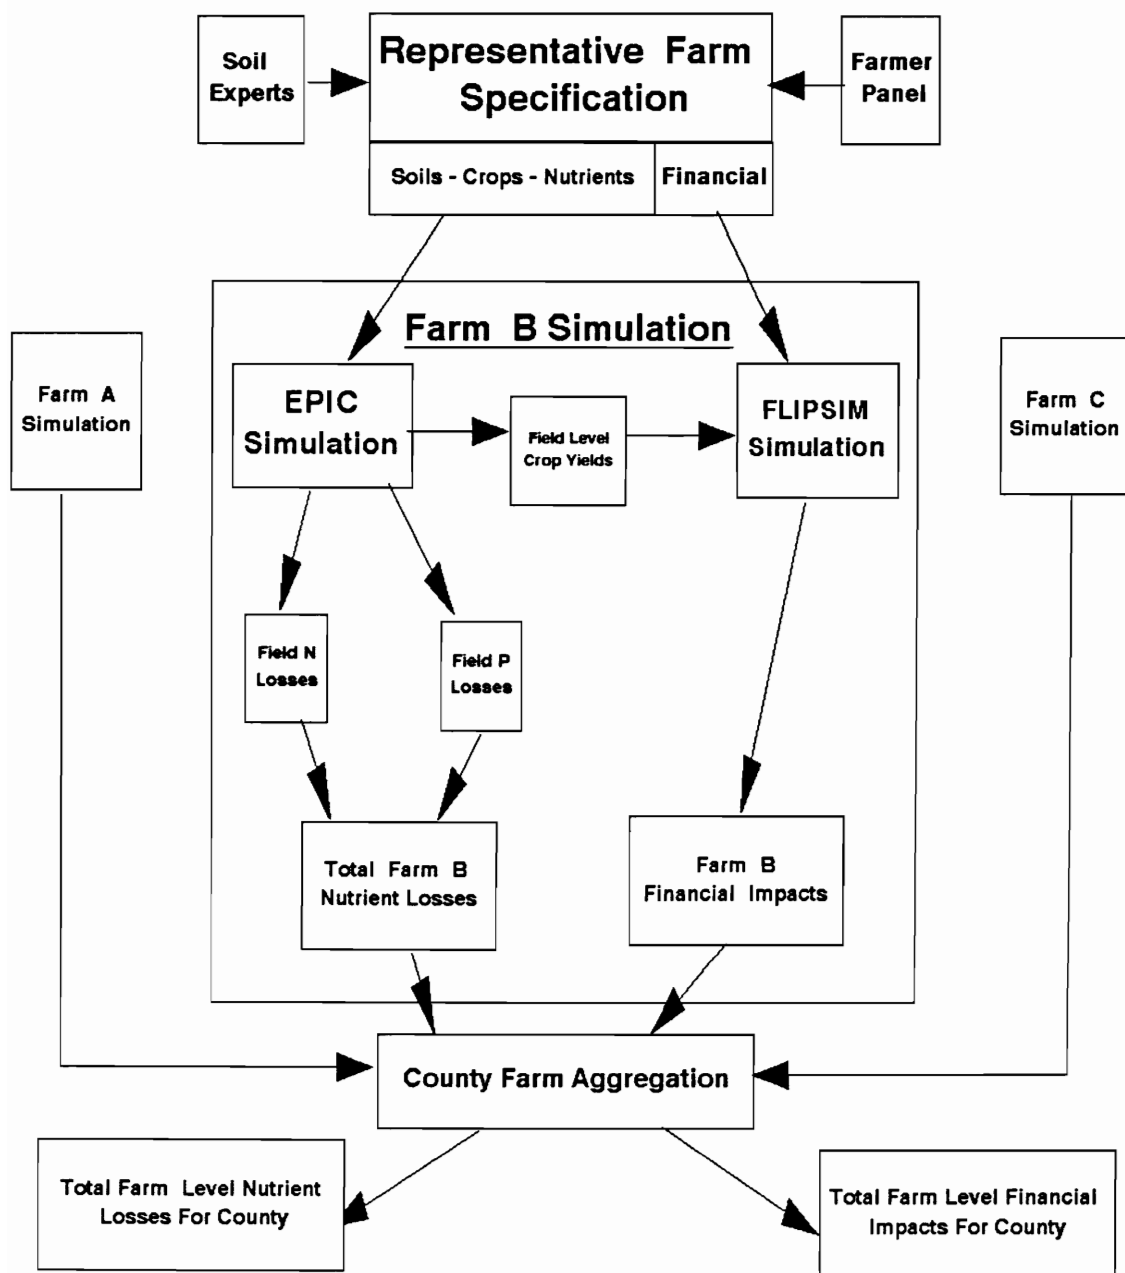 Soil
Experts
Representative Farm
Specification
Farmer
Panel
Soils - Crops - Nutrients
Financial
Farm B Simulation
Farm A
Simulation
EPIC
Simulation
Field Level
Crop Yields
FLIPSIM
Simulation
Farm C
Simulation
Field N
Losses
Field P
Losses
Total Farm B
Nutrient Losses
Farm B
Financial Impacts
County Farm Aggregation
Total Farm Level Nutrient
Losses For County
Total Farm Level Financial
Impacts For County